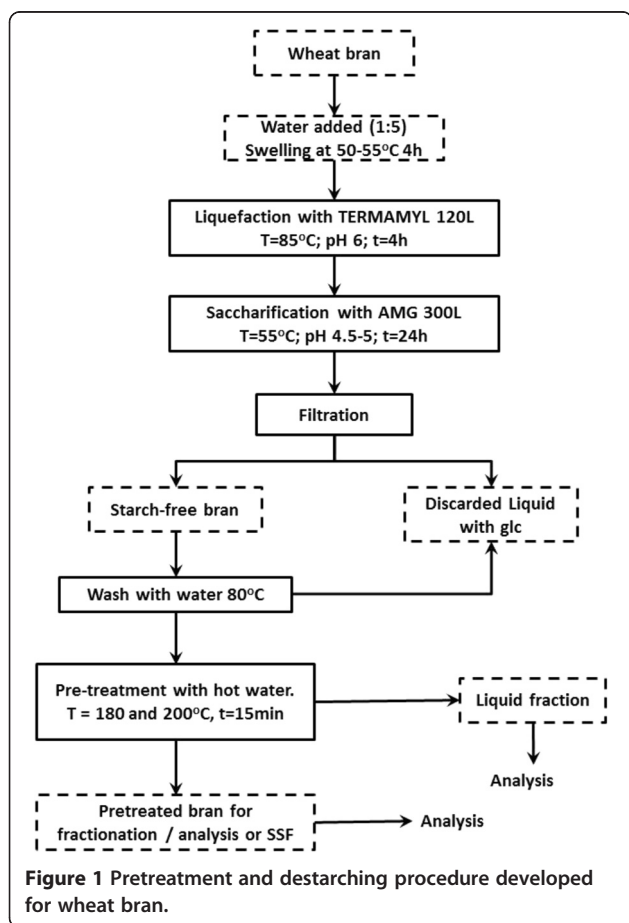 Wheat bran
Water added (1:5)
Swelling at 50-55°C 4h
Liquefaction with TERMAMYL 120L
T=85°C; pH 6; t=4h
Saccharification with AMG 300L
T=55°C; pH 4.5-5; t=24h
Filtration
Starch-free bran
Discarded Liquid
with glc
Wash with water 80°C
Pre-treatment with hot water.
T = 180 and 200°C, t=15min
Liquid fraction
Analysis
Pretreated bran for
fractionation / analysis or SSF
Analysis
Figure 1 Pretreatment and destarching procedure developed
for wheat bran.